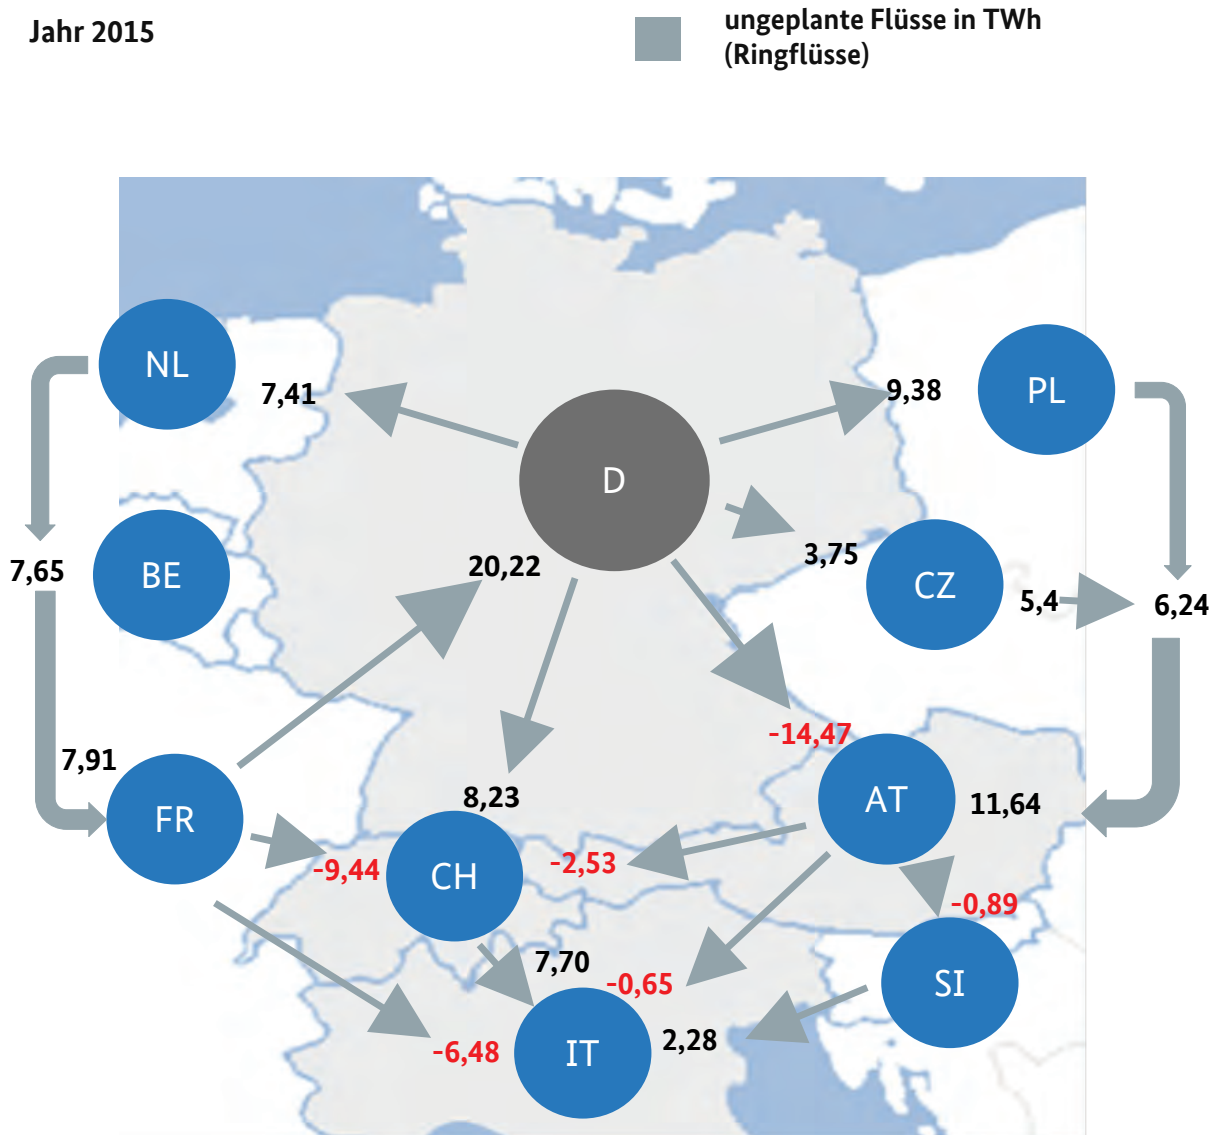 Jahr 2015
ungeplante Flüsse in TWh
(Ringflüsse)
NL
7,41
9,38
PL
D
7,65
BE
20,22
3,75
CZ
5,4
6,24
7,91
FR
-14,47
8,23
AT
11,64
-9,44
CH
-2,53
-0,89
7,70
-0,65
SI
-6,48
IT
2,28